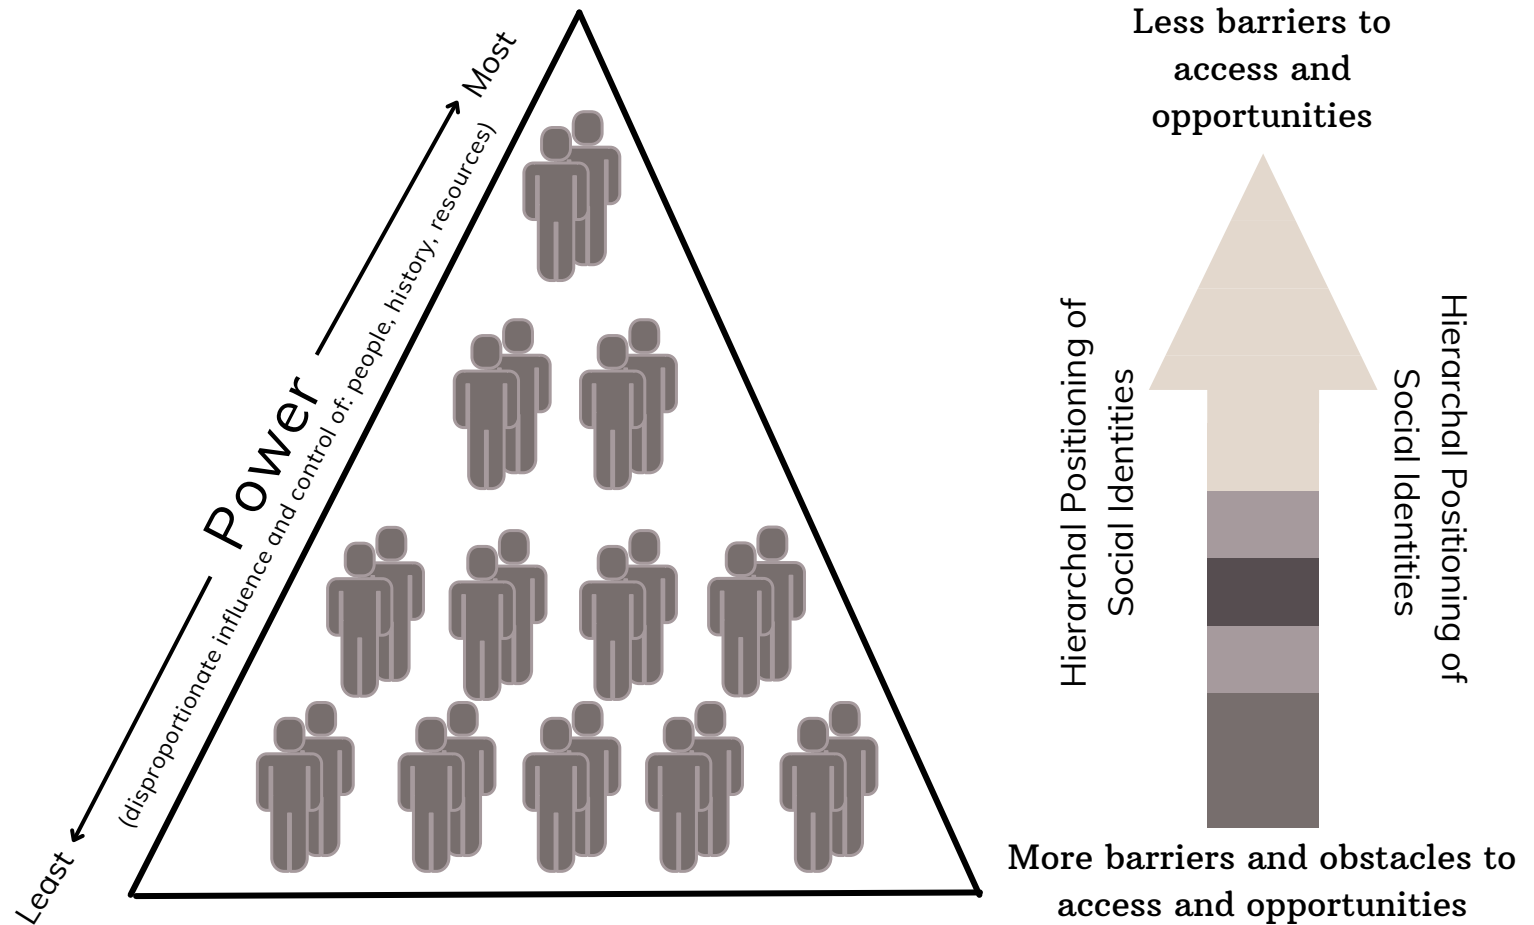 Most
Power
Least
(disproportionate influence and control of: people, history, resources)
Less barriers to
access and
opportunities
Hierarchal Positioning of
Social Identities
Hierarchal Positioning of
Social Identities
More barriers and obstacles to
access and opportunities